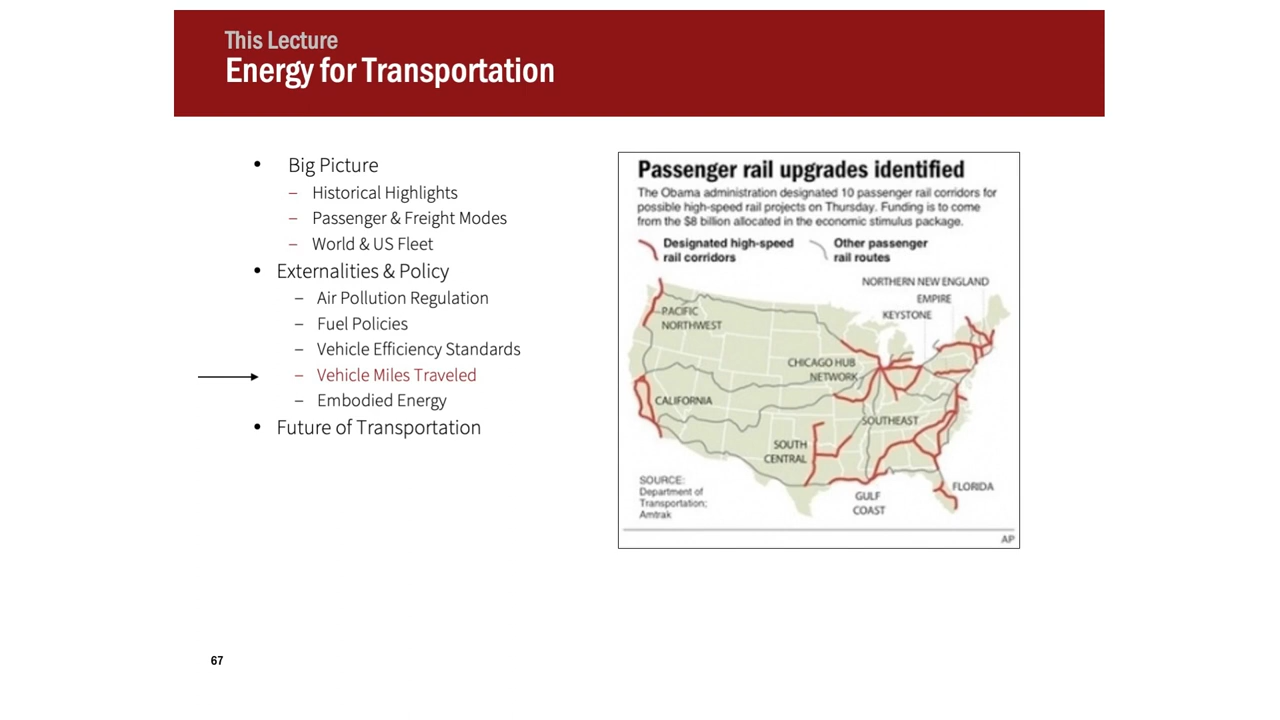 This Lecture
Energy for Transportation
• Big Picture
– Historical Highlights
– Passenger & Freight Modes
– World & US Fleet
• Externalities & Policy
– Air Pollution Regulation
– Fuel Policies
– Vehicle Efficiency Standards
– Vehicle Miles Traveled
– Embodied Energy
• Future of Transportation
Passenger rail upgrades identified
The Obama administration designated 10 passenger rail corridors for
possible high-speed rail projects on Thursday. Funding is to come
from the $8 billion allocated in the economic stimulus package.
Designated high-speed
rail corridors
Other passenger
rail routes
NORTHERN NEW ENGLAND
EMPIRE
KEYSTONE
PACIFIC
NORTHWEST
CHICAGO HUB
NETWORK
CALIFORNIA
SOUTHEAST
SOUTH
CENTRAL
FLORIDA
GULF
COAST
SOURCE:
Department of
Transportation;
Amtrak
AP
67